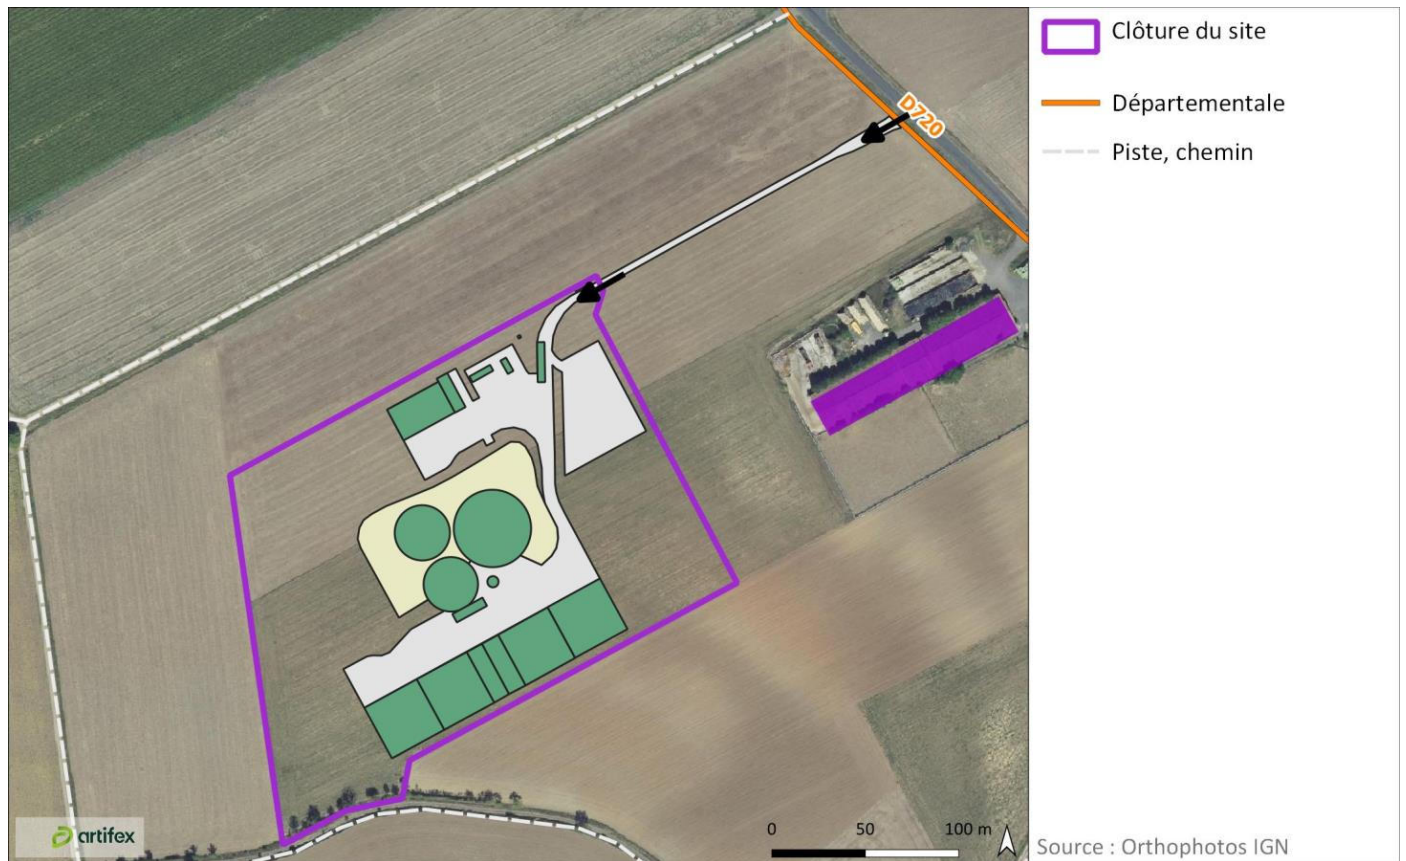 Clôture du site
Départementale
Piste, chemin
D720
artifex
0 50 100 m
Source : Orthophotos IGN